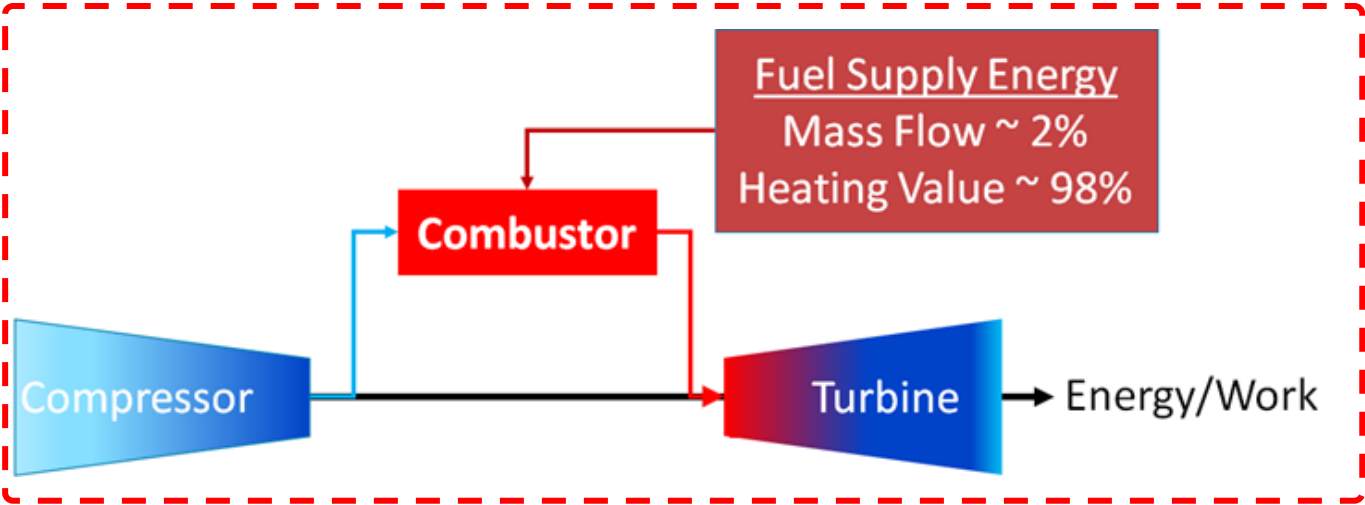 Fuel Supply Energy
Mass Flow ~ 2%
Heating Value ~ 98%
Combustor
Compressor
Turbine
Energy/Work